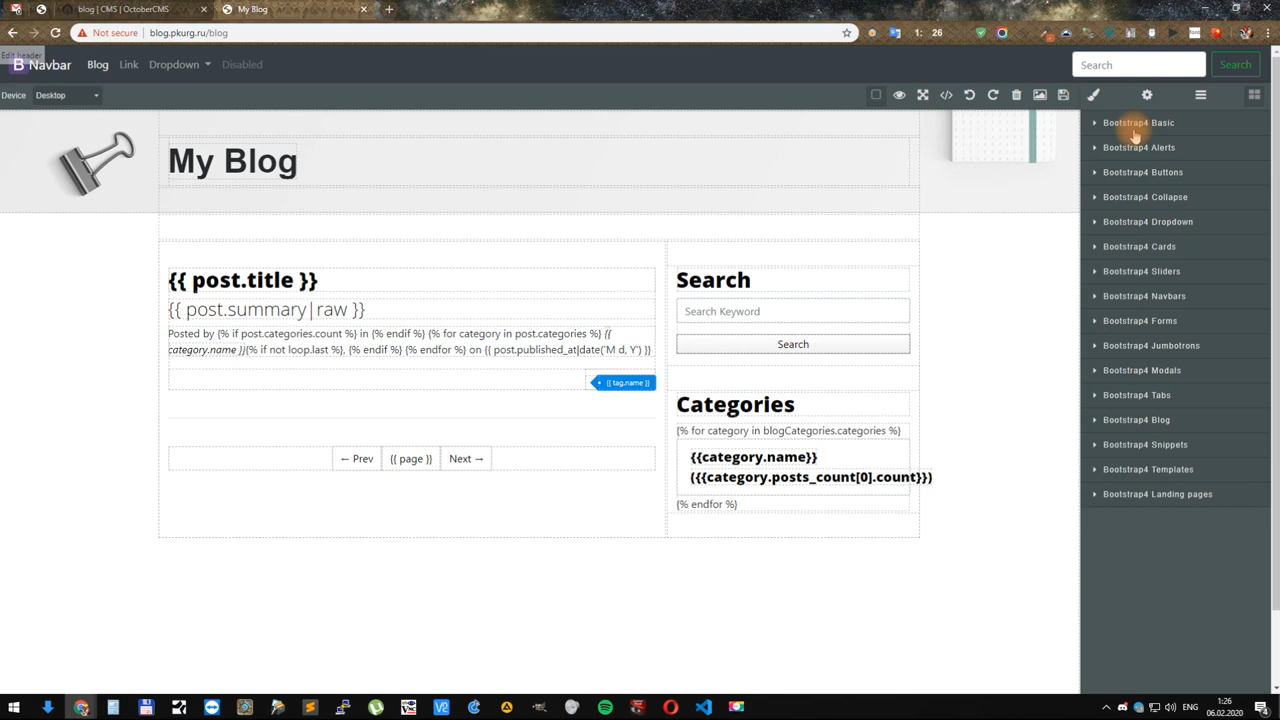 blog | CMS | OctoberCMS
My Blog
Not secure | blog.pkurg.ru/blog
1: 26
Edit header
B Navbar Blog Link Dropdown Disabled
Search
Search
Device Desktop
My Blog
{{ post.title }}
{{ post.summary|raw }}
Posted by {% if post.categories.count %} in {% endif %} {% for category in post.categories %} {{
category.name }}{% if not loop.last %}, {% endif %} {% endfor %} on {{ post.published_at|date('M d, Y') }}
{{ tag.name }}
← Prev {{ page }} Next →
Search
Search Keyword
Search
Categories
{% for category in blogCategories.categories %}
{{category.name}}
({{category.posts_count[0].count}})
{% endfor %}
Bootstrap4 Basic
Bootstrap4 Alerts
Bootstrap4 Buttons
Bootstrap4 Collapse
Bootstrap4 Dropdown
Bootstrap4 Cards
Bootstrap4 Sliders
Bootstrap4 Navbars
Bootstrap4 Forms
Bootstrap4 Jumbotrons
Bootstrap4 Modals
Bootstrap4 Tabs
Bootstrap4 Blog
Bootstrap4 Snippets
Bootstrap4 Templates
Bootstrap4 Landing pages
ENG
1:26
06.02.2020